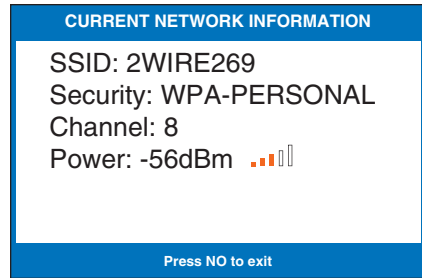 CURRENT NETWORK INFORMATION
SSID: 2WIRE269
Security: WPA-PERSONAL
Channel: 8
Power: -56dBm
Press NO to exit